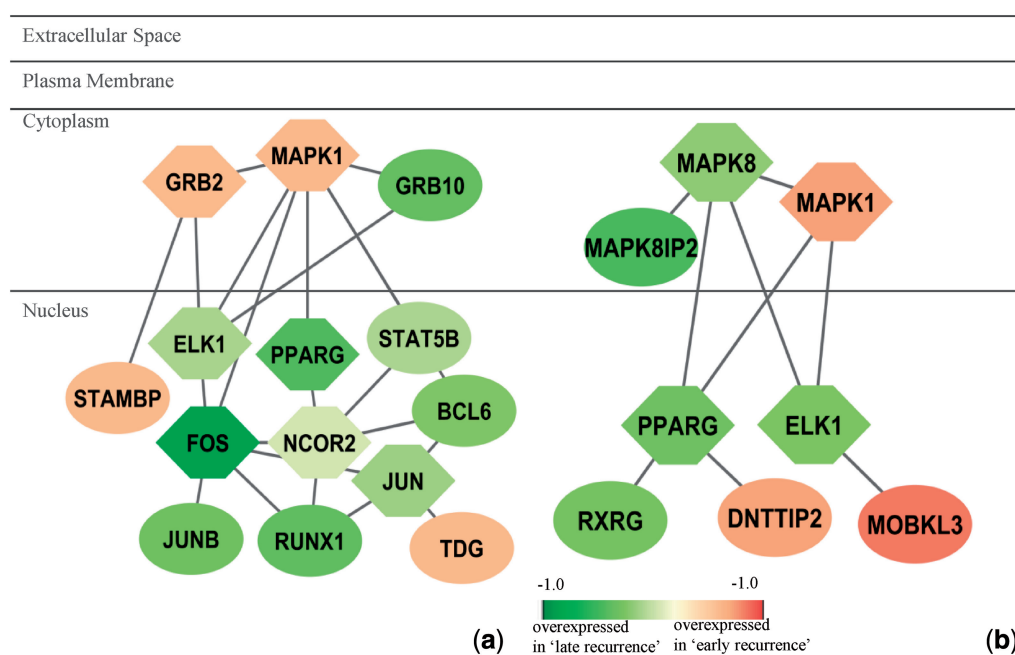 Extracellular Space
Plasma Membrane
Cytoplasm
MAPK1
GRB2
GRB10
MAPK8
MAPK1
MAPK8IP2
Nucleus
ELK1
PPARG
STAT5B
STAMBP
BCL6
FOS
NCOR2
JUN
JUNB
RUNX1
TDG
PPARG
ELK1
RXRG
DNTTIP2
MOBKL3
-1.0
-1.0
overexpressed
in ‘late recurrence’
overexpressed
in ‘early recurrence’
(a)
(b)